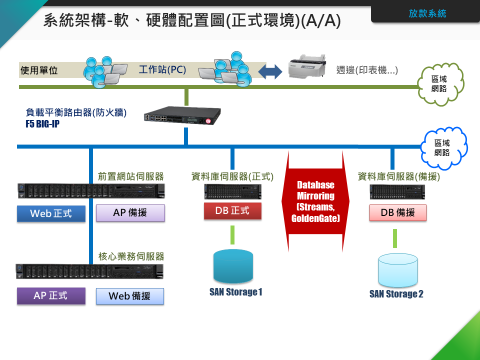 系統架構-軟、硬體配置圖(正式環境)(A/A)
放款系統
使用單位
工作站(PC)
週邊(印表機...)
區域
網路
負載平衡路由器(防火牆)
F5 BIG-IP
區域
網路
前置網站伺服器
資料庫伺服器(正式)
資料庫伺服器(備援)
Web 正式
AP 備援
DB 正式
Database
Mirroring
(Streams,
GoldenGate)
DB 備援
核心業務伺服器
AP 正式
Web 備援
SAN Storage 1
SAN Storage 2